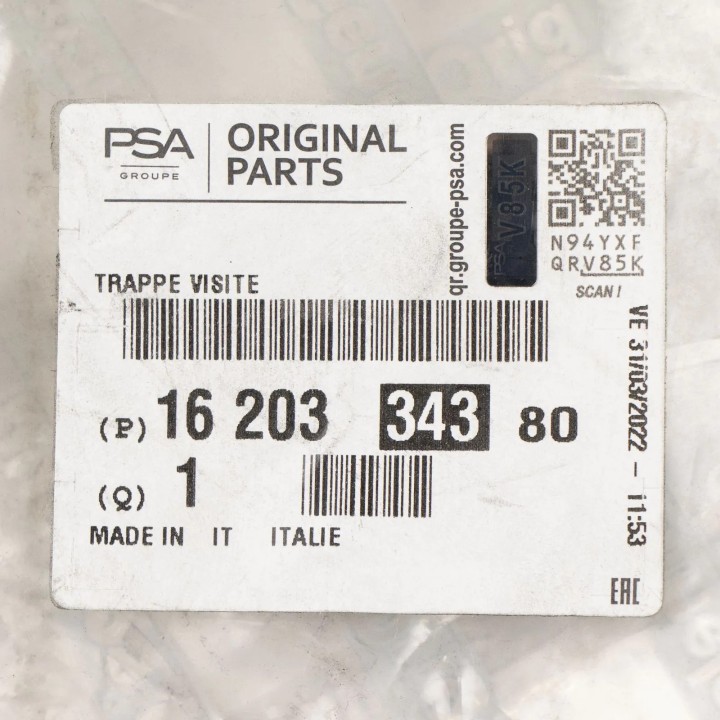 PSA
GROUPE
ORIGINAL
PARTS
qr.groupe-psa.com
PSA V85K
N94YXF
QRV85K
SCAN!
TRAPPE VISITE
VE 31/03/2022 - 11:53
(P) 16 203 343 80
(Q) 1
MADE IN IT ITALIE
EAC
Orig